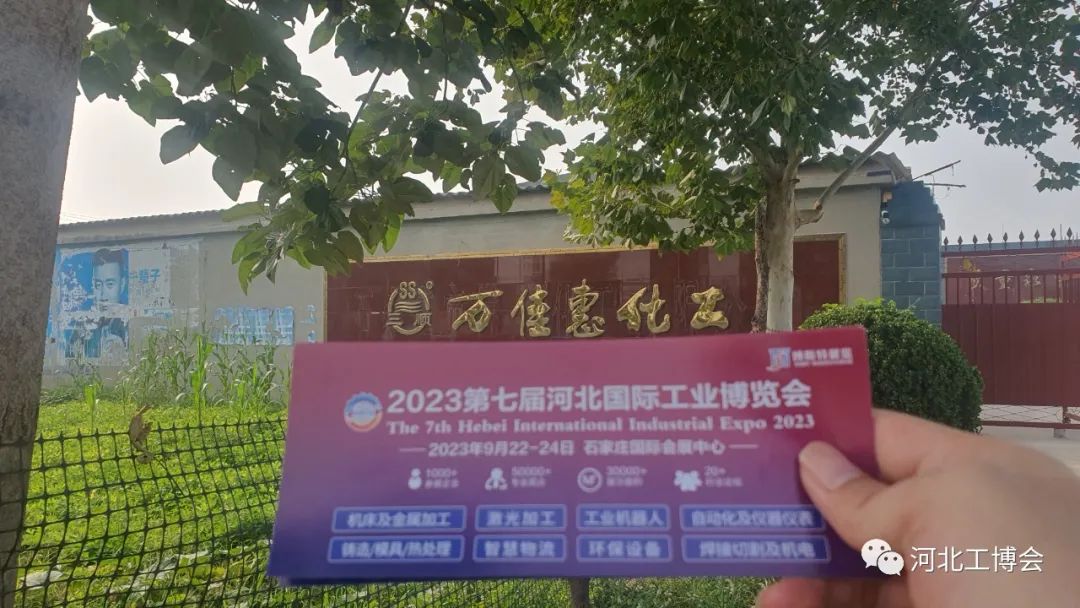 万佳惠化工
博斯特展览
2023第七届河北国际工业博览会
The 7th Hebei International Industrial Expo 2023
2023年9月22-24日 石家庄国际会展中心
1000+ 50000+ 30000+ 20+
机床及金属加工 激光加工 工业机器人 自动化及仪器仪表
铸造/模具/热处理 智慧物流 环保设备 焊接切割及机电
河北工博会